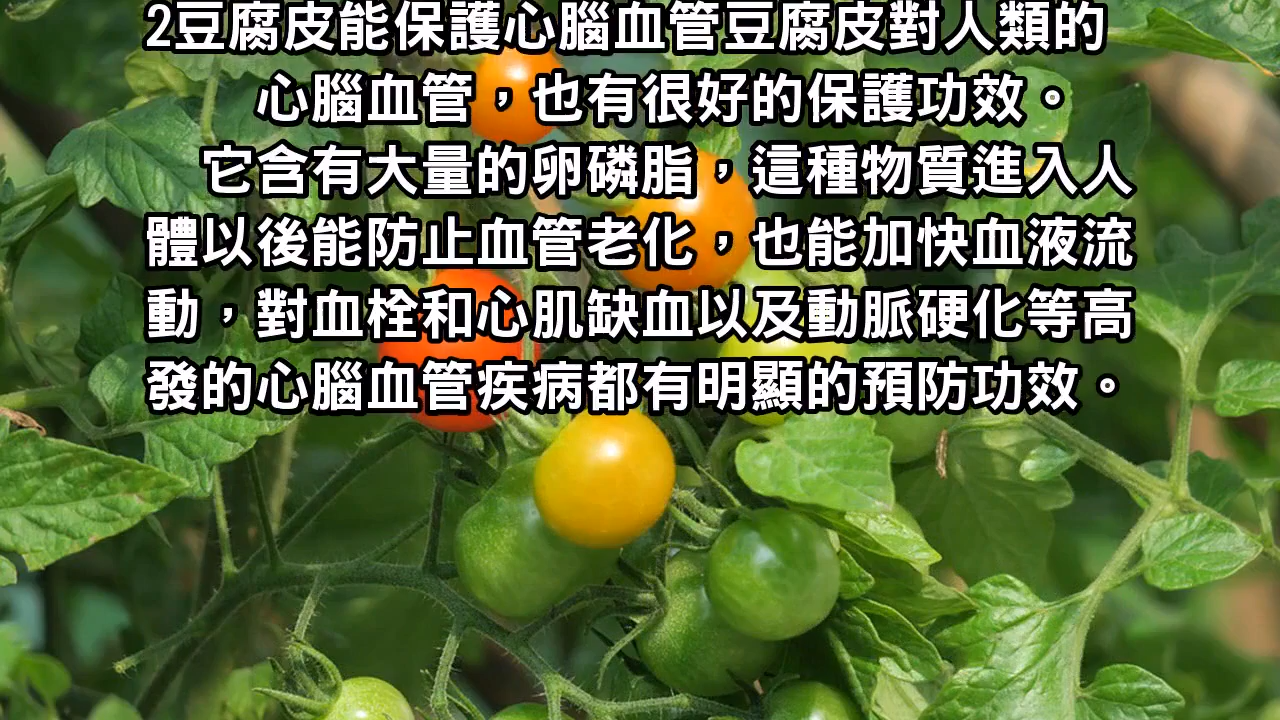 2豆腐皮能保護心腦血管豆腐皮對人類的
心腦血管，也有很好的保護功效。
它含有大量的卵磷脂，這種物質進入人
體以後能防止血管老化，也能加快血液流
動，對血栓和心肌缺血以及動脈硬化等高
發的心腦血管疾病都有明顯的預防功效。